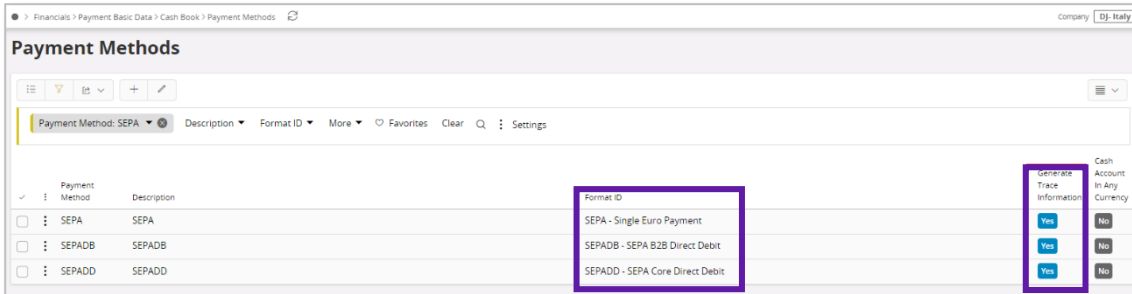 Financials > Payment Basic Data > Cash Book > Payment Methods
Company DJ- Italy
Payment Methods
Payment Method: SEPA Description Format ID More Favorites Clear Settings
Payment Method Description Format ID Generate Trace Information Cash Account In Any Currency
SEPA SEPA SEPA - Single Euro Payment Yes No
SEPADB SEPADB SEPADB - SEPA B2B Direct Debit Yes No
SEPADD SEPADD SEPADD - SEPA Core Direct Debit Yes No